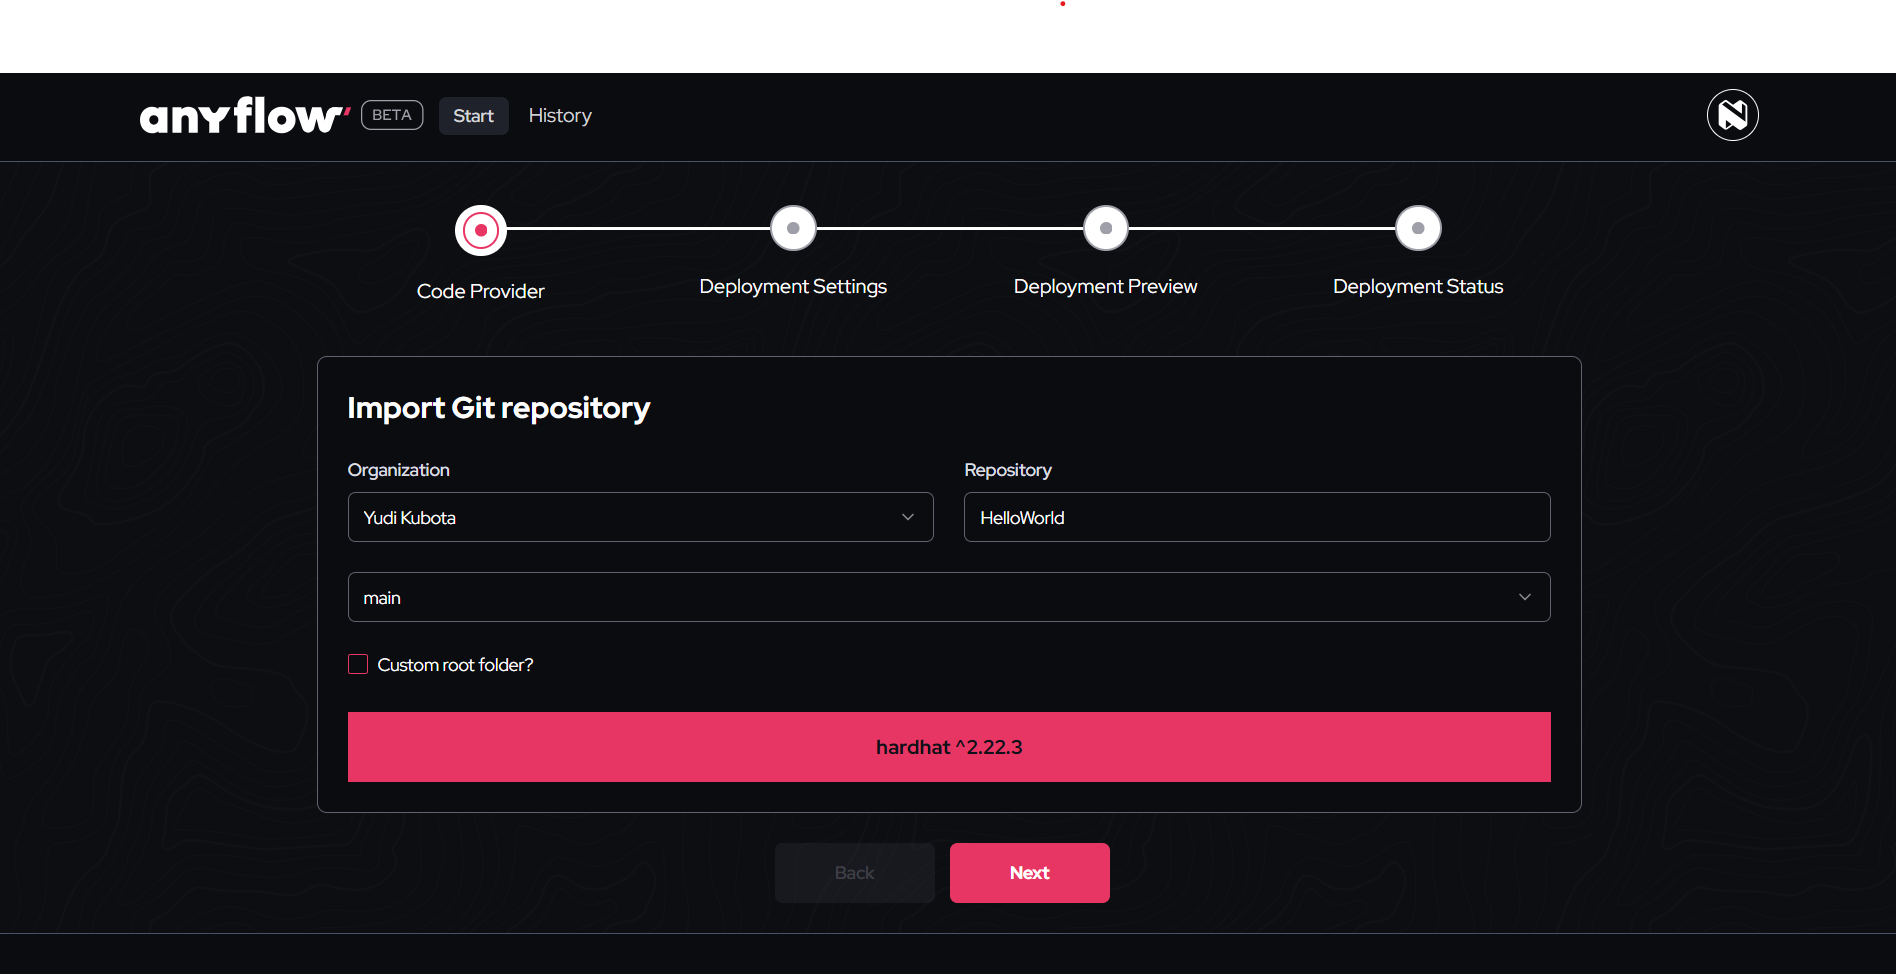 anyflow BETA Start History
Code Provider Deployment Settings Deployment Preview Deployment Status
Import Git repository
Organization Repository
Yudi Kubota HelloWorld
main
Custom root folder?
hardhat ^2.22.3
Back Next